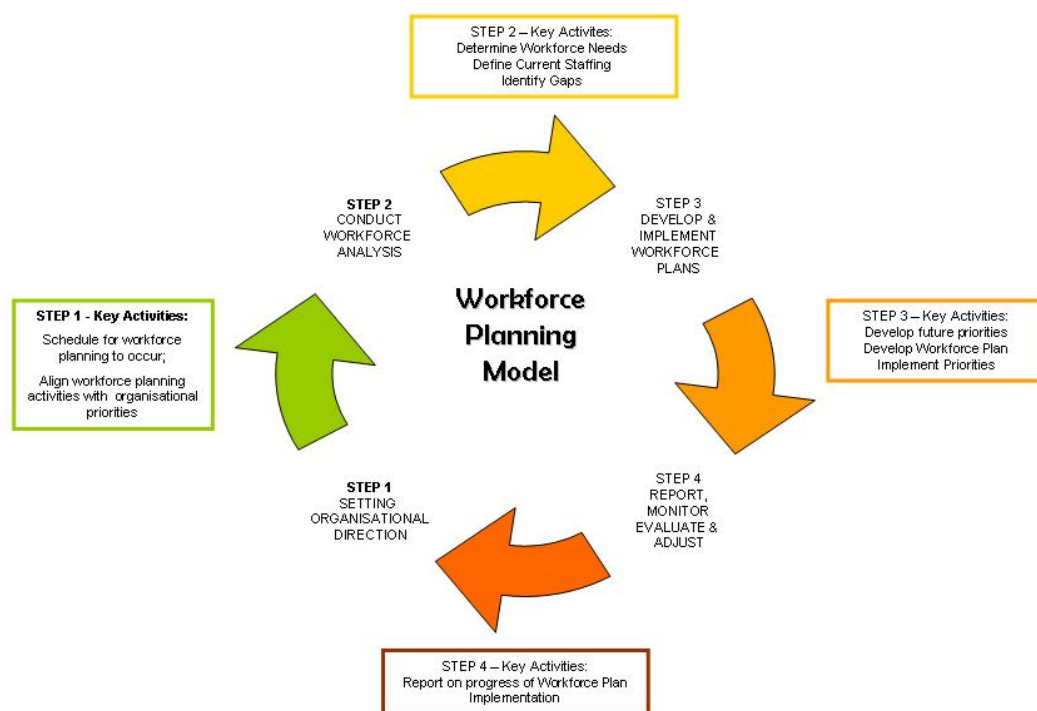 STEP 2 – Key Activites:
Determine Workforce Needs
Define Current Staffing
Identify Gaps
STEP 2
CONDUCT
WORKFORCE
ANALYSIS
STEP 3
DEVELOP &
IMPLEMENT
WORKFORCE
PLANS
STEP 1 - Key Activities:
Schedule for workforce
planning to occur;
Align workforce planning
activities with organisational
priorities
Workforce
Planning
Model
STEP 3 – Key Activities:
Develop future priorities
Develop Workforce Plan
Implement Priorities
STEP 1
SETTING
ORGANISATIONAL
DIRECTION
STEP 4
REPORT,
MONITOR
EVALUATE &
ADJUST
STEP 4 – Key Activities:
Report on progress of Workforce Plan
Implementation